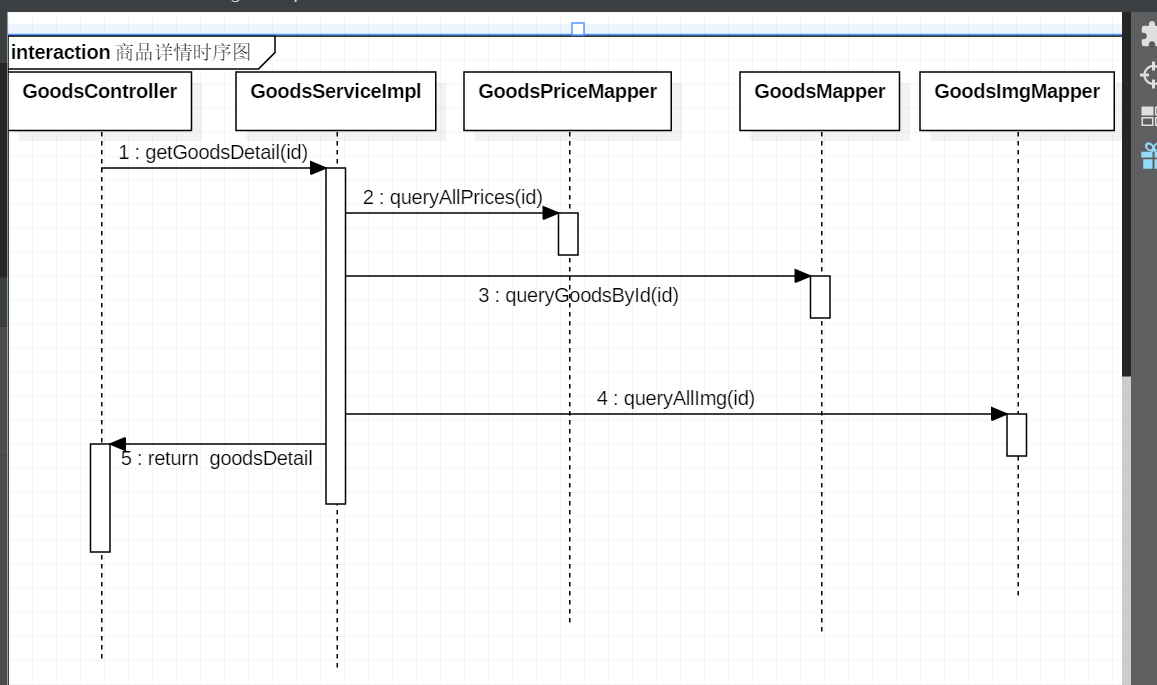 interaction 商品详情时序图
GoodsController GoodsServiceImpl GoodsPriceMapper GoodsMapper GoodsImgMapper
1 : getGoodsDetail(id)
2 : queryAllPrices(id)
3 : queryGoodsById(id)
4 : queryAllImg(id)
5 : return goodsDetail